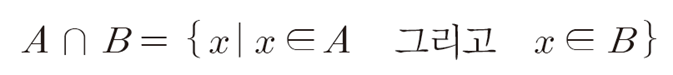 A ∩ B = { x | x ∈ A 그리고 x ∈ B }